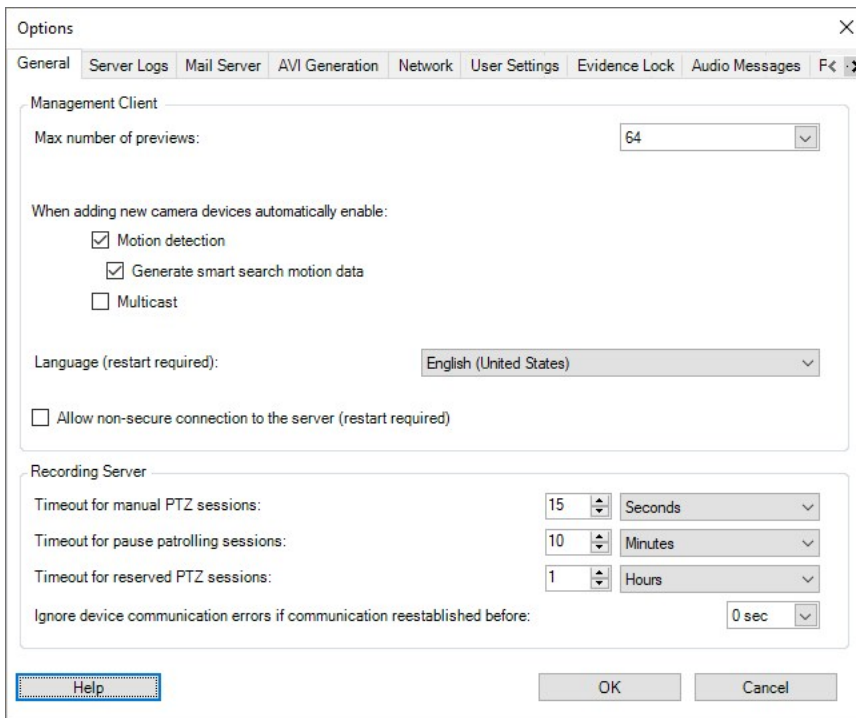 Options
General Server Logs Mail Server AVI Generation Network User Settings Evidence Lock Audio Messages
Management Client
Max number of previews: 64
When adding new camera devices automatically enable:
Motion detection
Generate smart search motion data
Multicast
Language (restart required): English (United States)
Allow non-secure connection to the server (restart required)
Recording Server
Timeout for manual PTZ sessions: 15 Seconds
Timeout for pause patrolling sessions: 10 Minutes
Timeout for reserved PTZ sessions: 1 Hours
Ignore device communication errors if communication reestablished before: 0 sec
Help OK Cancel